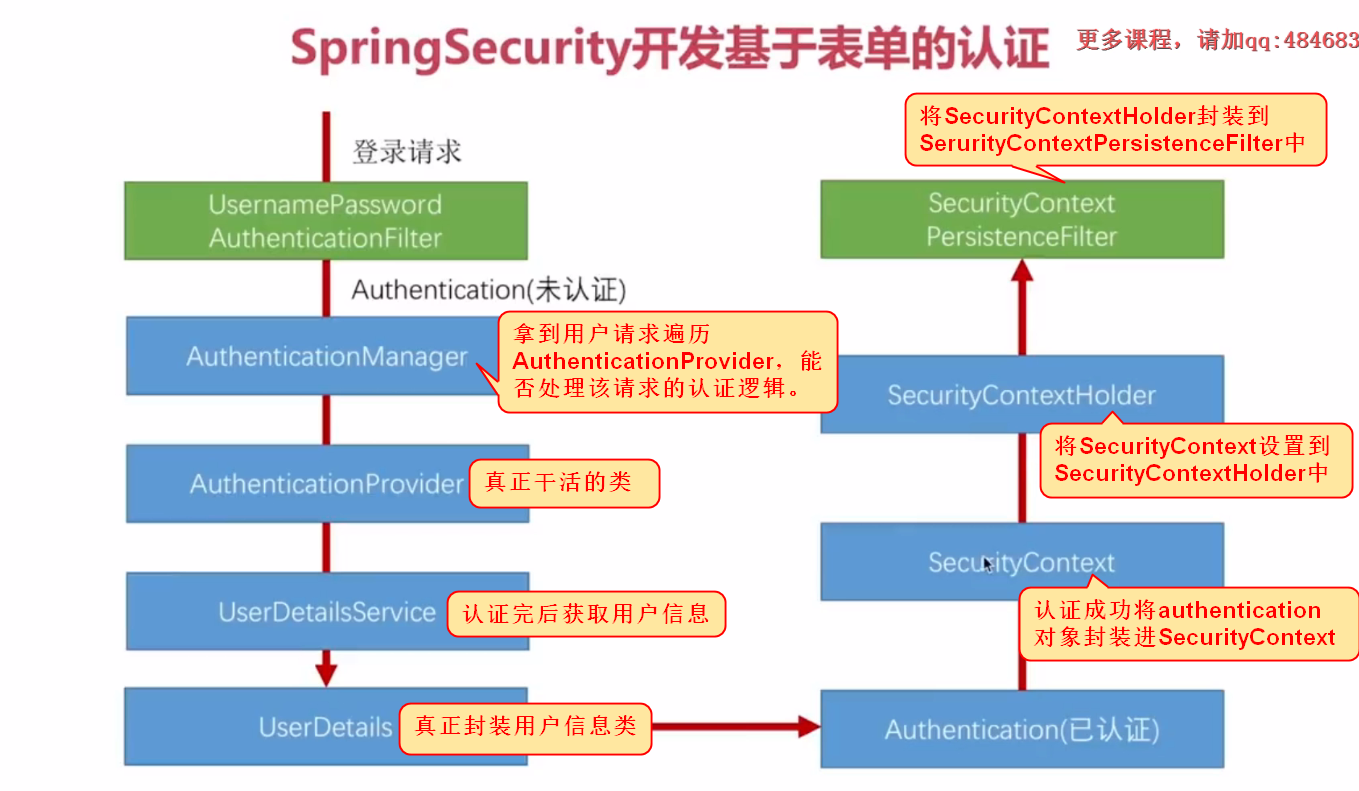 SpringSecurity开发基于表单的认证
更多课程，请加qq:484683
登录请求
UsernamePassword
AuthenticationFilter
Authentication(未认证)
AuthenticationManager
拿到用户请求遍历
AuthenticationProvider，能
否处理该请求的认证逻辑。
AuthenticationProvider
真正干活的类
UserDetailsService
认证完后获取用户信息
UserDetails
真正封装用户信息类
将SecurityContextHolder封装到
SerurityContextPersistenceFilter中
SecurityContext
PersistenceFilter
SecurityContextHolder
将SecurityContext设置到
SecurityContextHolder中
SecurityContext
认证成功将authentication
对象封装进SecurityContext
Authentication(已认证)